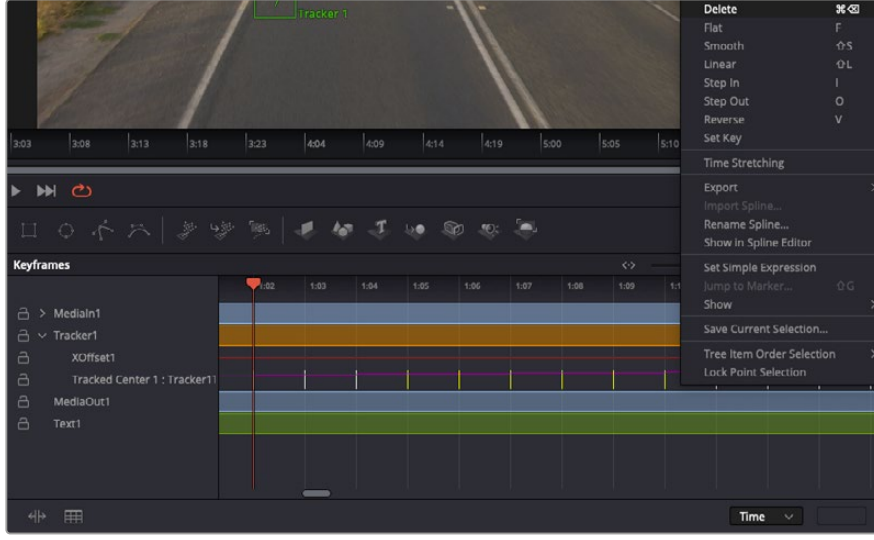 Tracker 1
Delete ⌘⌫
Flat F
Smooth ⇧S
Linear ⇧L
Step In I
Step Out O
Reverse V
Set Key
Time Stretching
Export
Import Spline...
Rename Spline...
Show in Spline Editor
Set Simple Expression
Jump to Marker... ⇧G
Show
Save Current Selection...
Tree Item Order Selection
Lock Point Selection
3:03 3:08 3:13 3:18 3:23 4:04 4:09 4:14 4:19 5:00 5:05 5:10
Keyframes
1:02 1:03 1:04 1:05 1:06 1:07 1:08 1:09
MediaIn1
Tracker1
XOffset1
Tracked Center 1 : Tracker1
MediaOut1
Text1
Time